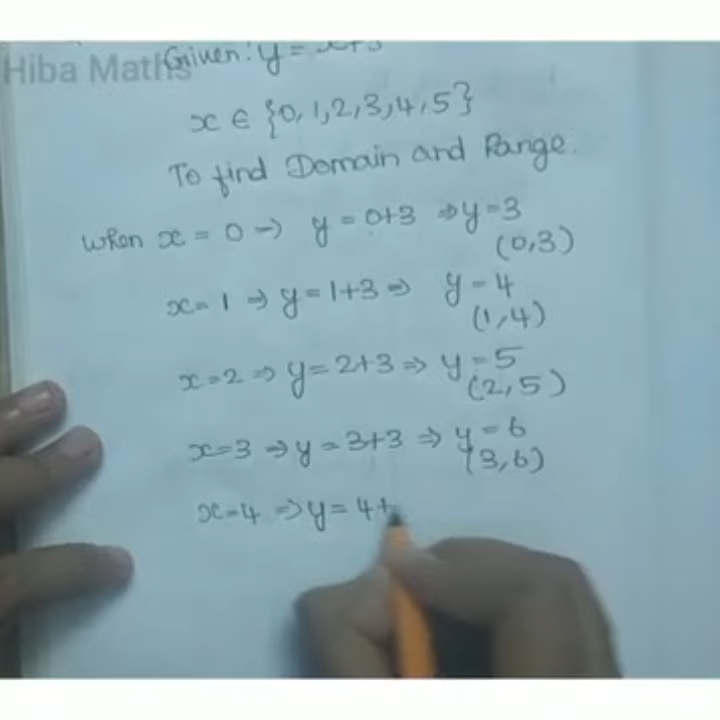 Hiba Maths
Given: y = x+3
x ∈ {0,1,2,3,4,5}
To find Domain and Range.
When x = 0 → y = 0+3 ⇒ y=3
(0,3)
x=1 ⇒ y=1+3 ⇒ y=4
(1,4)
x=2 ⇒ y=2+3 ⇒ y=5
(2,5)
x=3 ⇒ y=3+3 ⇒ y=6
(3,6)
x=4 ⇒ y=4+